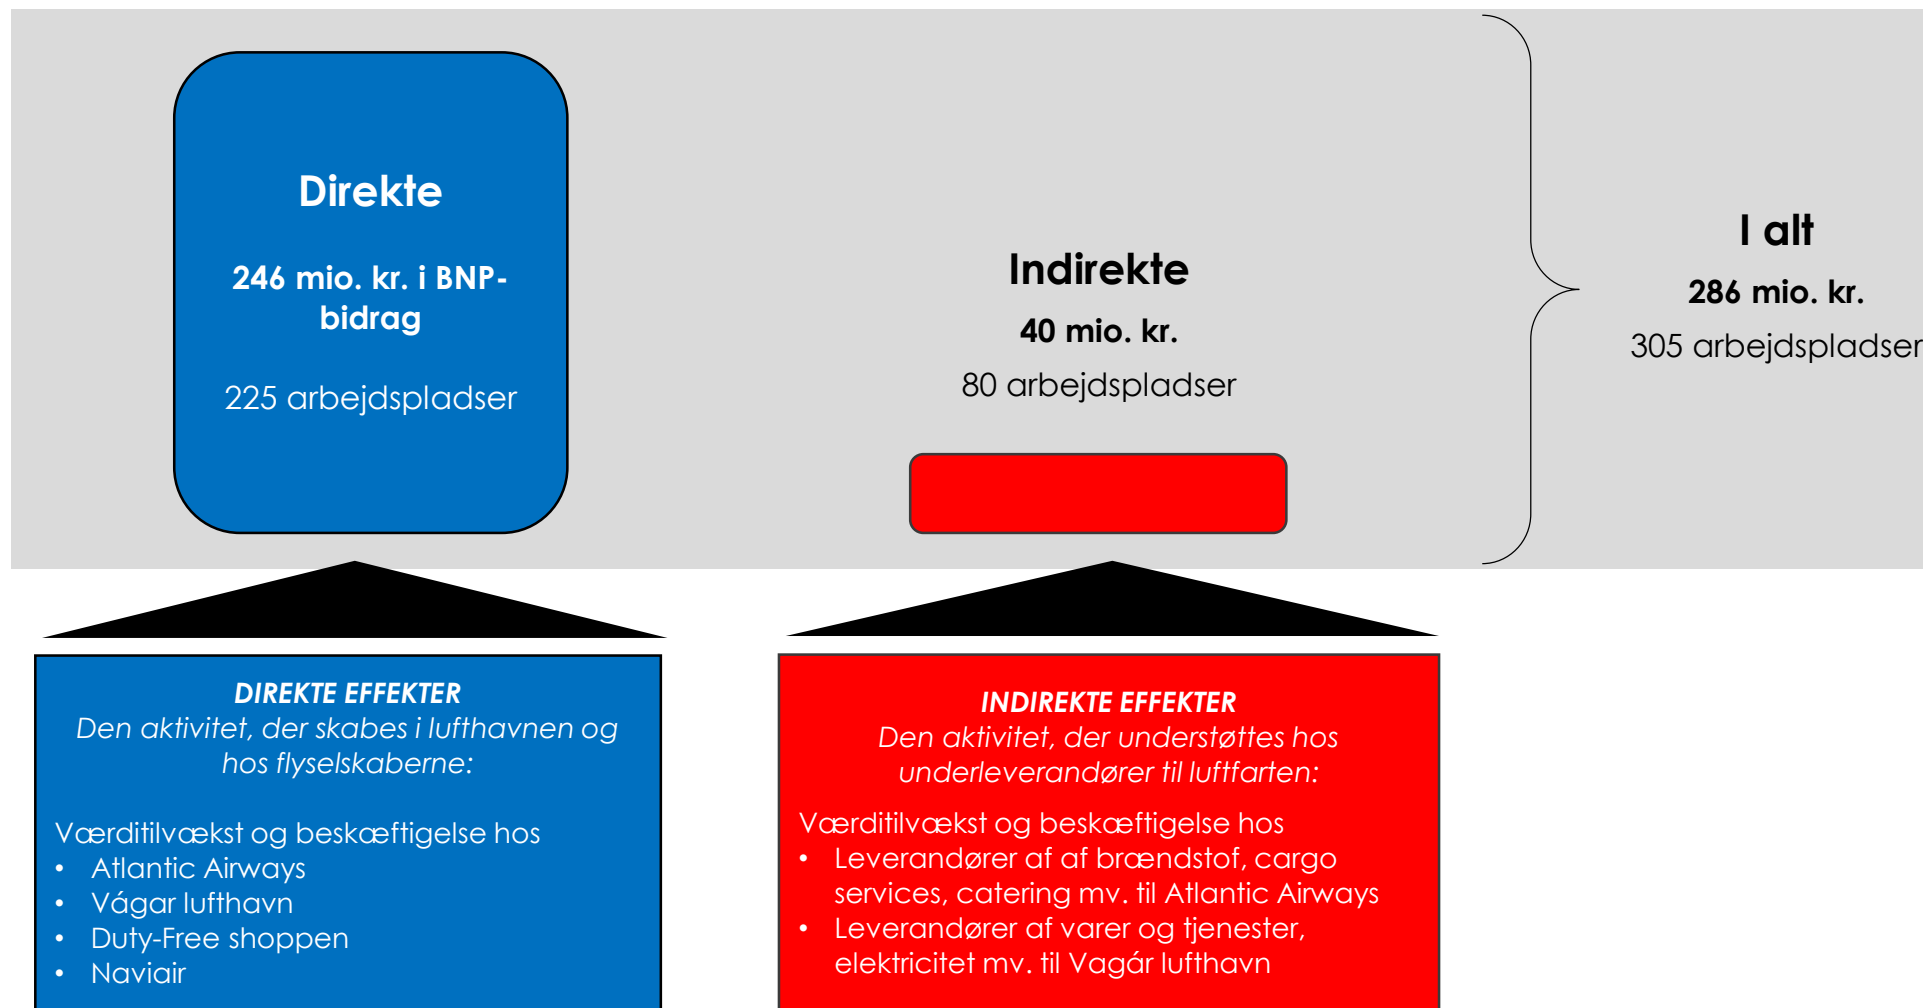 Direkte
246 mio. kr. i BNP-
bidrag
225 arbejdspladser
Indirekte
40 mio. kr.
80 arbejdspladser
I alt
286 mio. kr.
305 arbejdspladser
DIREKTE EFFEKTER
Den aktivitet, der skabes i lufthavnen og
hos flyselskaberne:
Værditilvækst og beskæftigelse hos
• Atlantic Airways
• Vágar lufthavn
• Duty-Free shoppen
• Naviair
INDIREKTE EFFEKTER
Den aktivitet, der understøttes hos
underleverandører til luftfarten:
Værditilvækst og beskæftigelse hos
• Leverandører af af brændstof, cargo
services, catering mv. til Atlantic Airways
• Leverandører af varer og tjenester,
elektricitet mv. til Vagár lufthavn